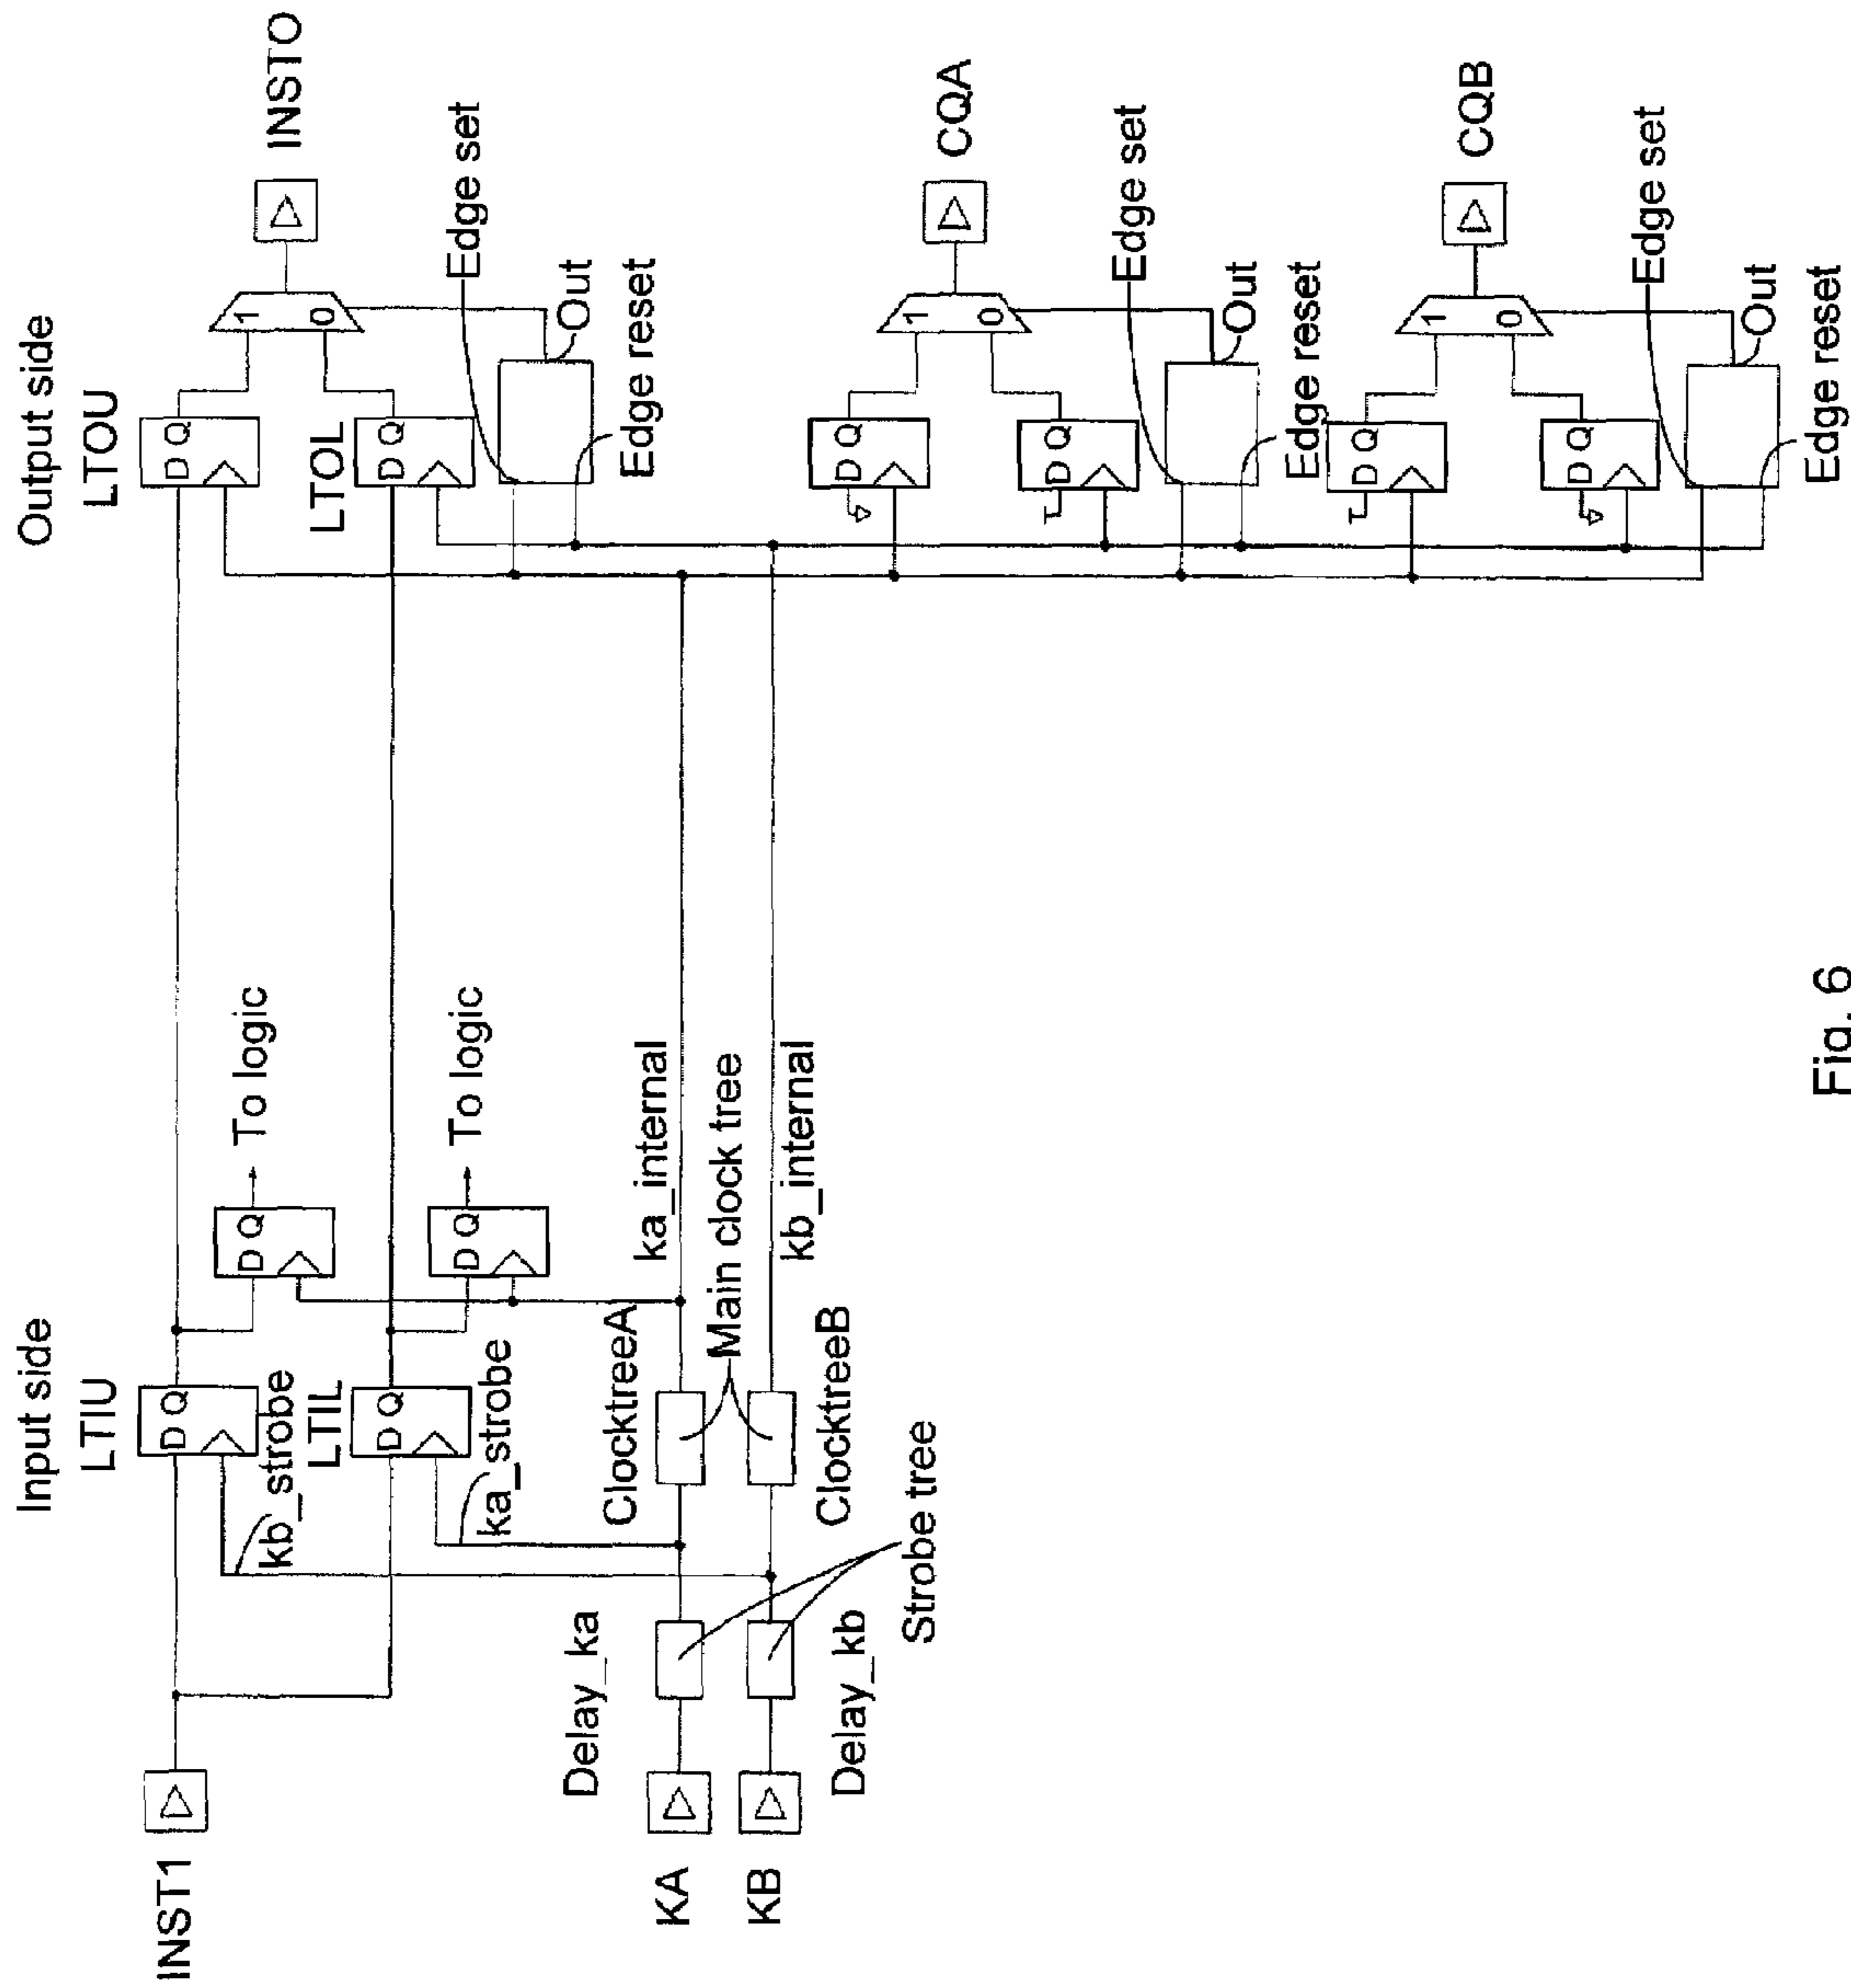 Input side
Output side
LTIU
LTOU
INST1
D Q
D Q
To logic
D Q
1
0
INSTO
kb_strobe
LTIL
LTOL
D Q
D Q
To logic
D Q
Edge set
Out
Edge reset
ka_strobe
Delay_ka
ClocktreeA
ka_internal
KA
Main clock tree
KB
kb_internal
Delay_kb
ClocktreeB
Strobe tree
D Q
D Q
1
0
CQA
Edge set
Out
Edge reset
D Q
D Q
1
0
CQB
Edge set
Out
Edge reset
Fig. 6